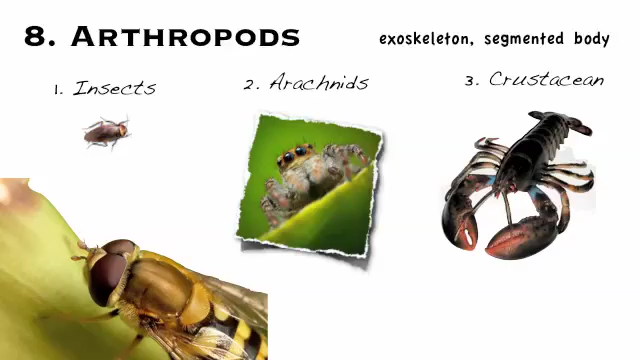 8. ARTHROPODS
exoskeleton, segmented body
1. Insects
2. Arachnids
3. Crustacean